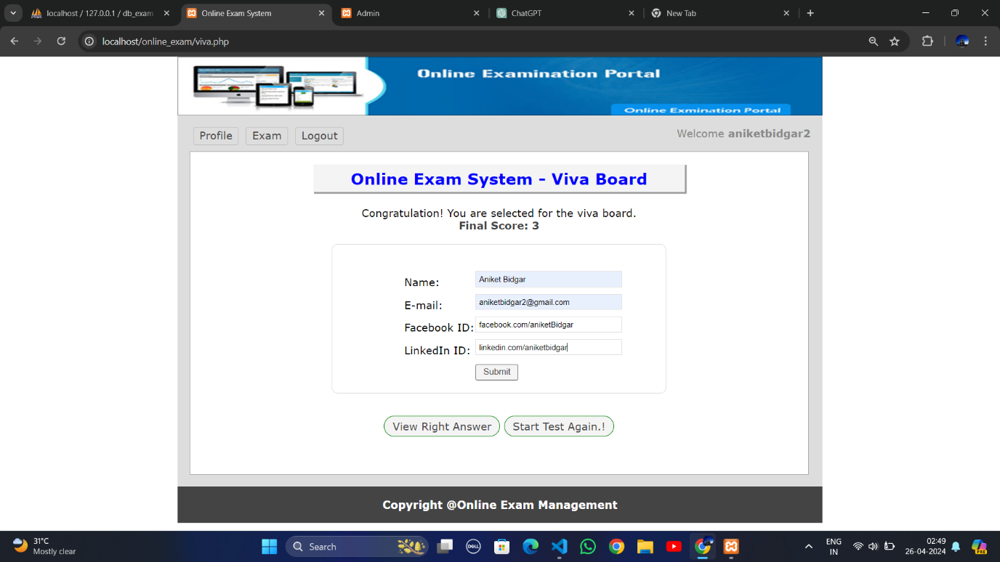 localhost / 127.0.0.1 / db_exam
Online Exam System
Admin
ChatGPT
New Tab
localhost/online_exam/viva.php
Online Examination Portal
Online Exmination Portal
Profile
Exam
Logout
Welcome aniketbidgar2
Online Exam System - Viva Board
Congratulation! You are selected for the viva board.
Final Score: 3
Name: Aniket Bidgar
E-mail: aniketbidgar2@gmail.com
Facebook ID: facebook.com/aniketBidgar
LinkedIn ID: linkedin.com/aniketbidgar
Submit
View Right Answer
Start Test Again.!
Copyright @Online Exam Management
31°C
Mostly clear
Search
DELL
ENG
IN
02:49
26-04-2024
PRE